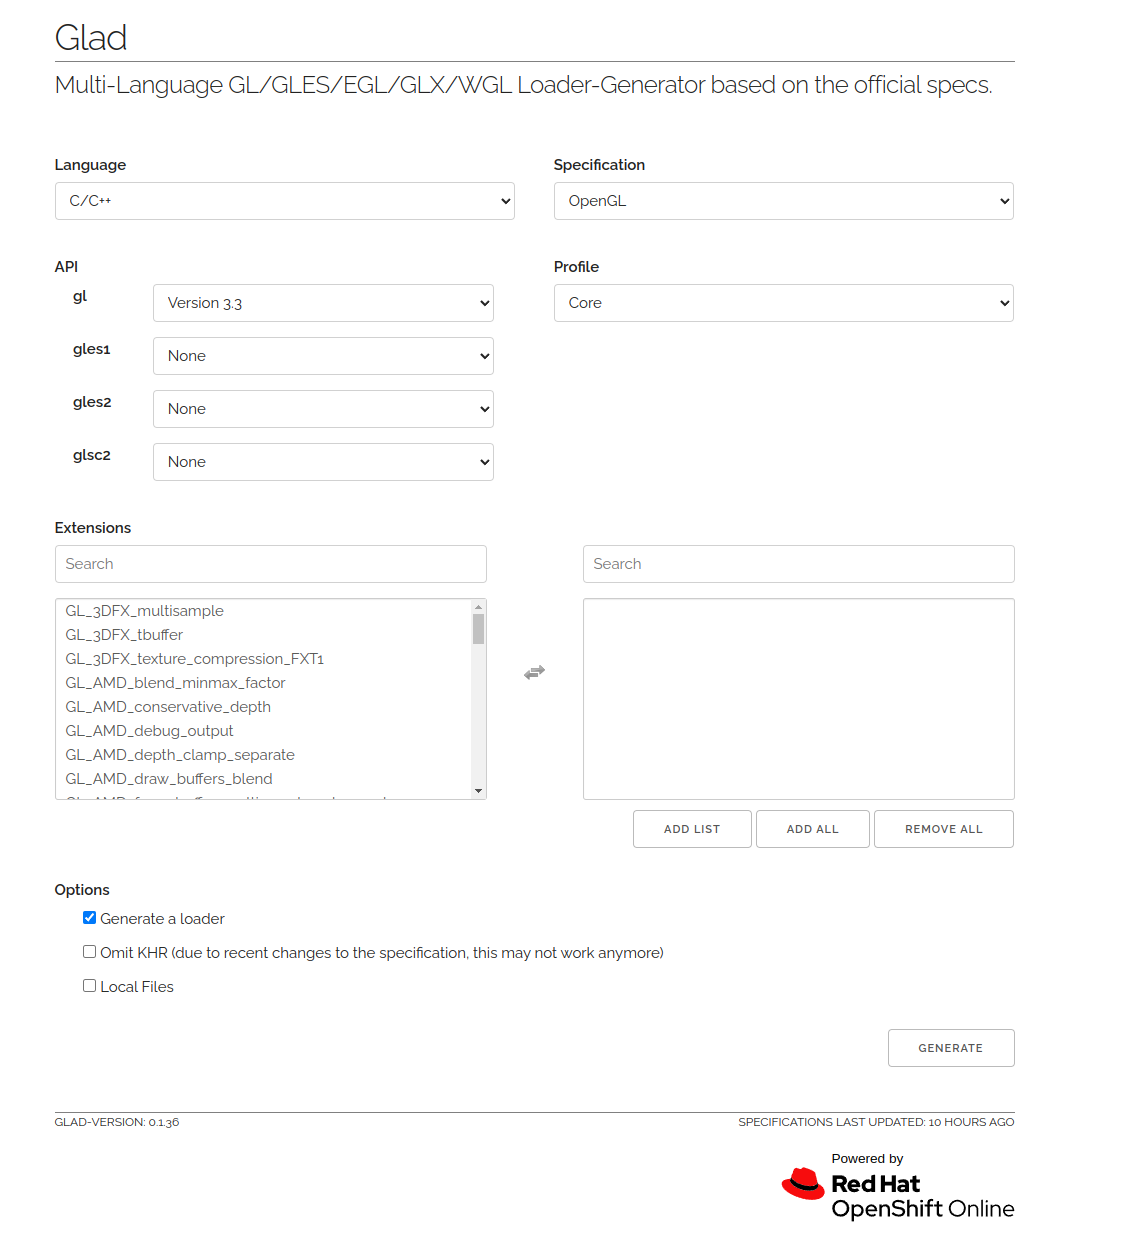 Glad
Multi-Language GL/GLES/EGL/GLX/WGL Loader-Generator based on the official specs.
Language
Specification
C/C++
OpenGL
API
Profile
gl
Version 3.3
Core
gles1
None
gles2
None
glsc2
None
Extensions
Search
Search
GL_3DFX_multisample
GL_3DFX_tbuffer
GL_3DFX_texture_compression_FXT1
GL_AMD_blend_minmax_factor
GL_AMD_conservative_depth
GL_AMD_debug_output
GL_AMD_depth_clamp_separate
GL_AMD_draw_buffers_blend
ADD LIST
ADD ALL
REMOVE ALL
Options
Generate a loader
Omit KHR (due to recent changes to the specification, this may not work anymore)
Local Files
GENERATE
GLAD-VERSION: 0.1.36
SPECIFICATIONS LAST UPDATED: 10 HOURS AGO
Powered by
Red Hat
OpenShift Online